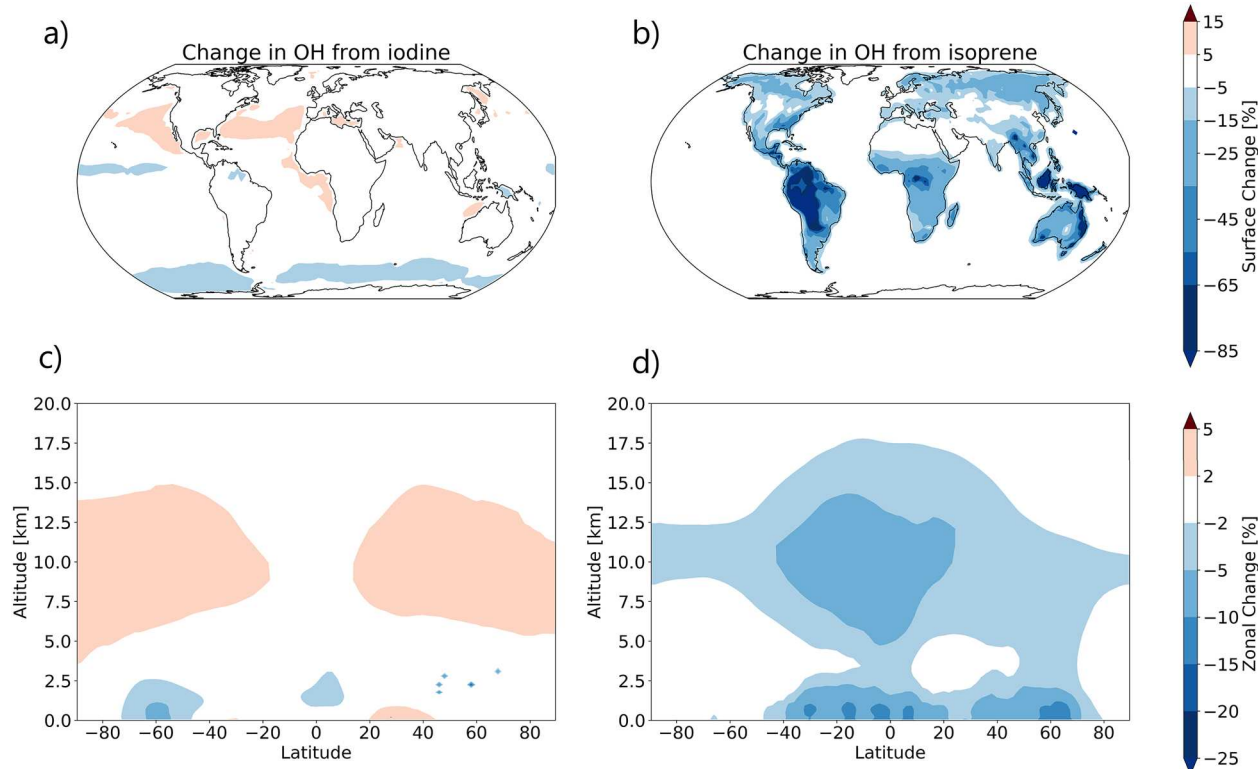 a)
Change in OH from iodine
b)
Change in OH from isoprene
15
5
−5
−15
−25
−45
−65
−85
Surface Change [%]
c)
20.0
17.5
15.0
12.5
10.0
7.5
5.0
2.5
0.0
Altitude [km]
−80 −60 −40 −20 0 20 40 60 80
Latitude
d)
20.0
17.5
15.0
12.5
10.0
7.5
5.0
2.5
0.0
Altitude [km]
−80 −60 −40 −20 0 20 40 60 80
Latitude
5
2
−2
−5
−10
−15
−20
−25
Zonal Change [%]